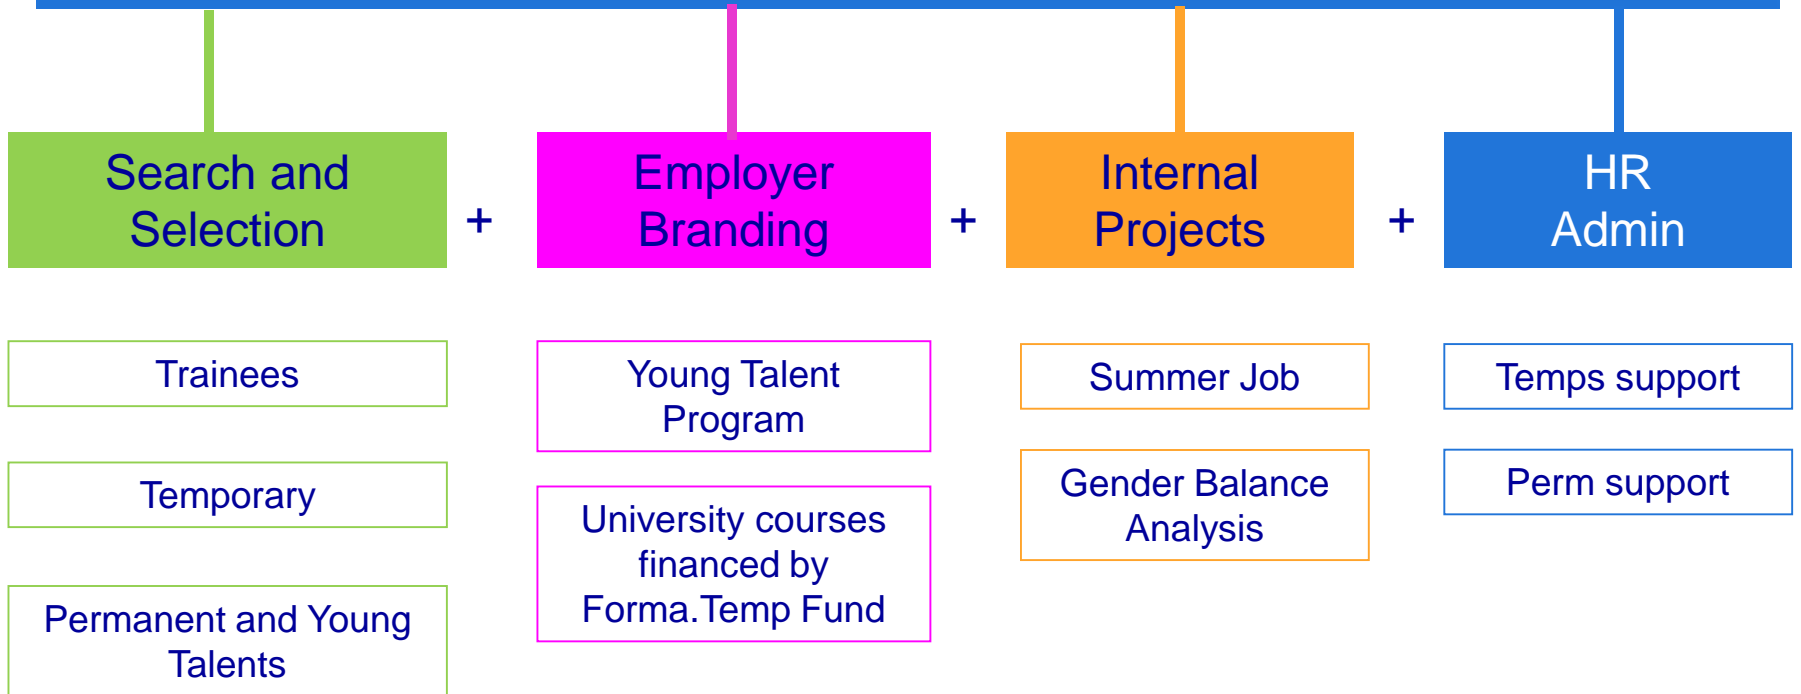 Search and
Selection
+
Employer
Branding
+
Internal
Projects
+
HR
Admin
Trainees
Temporary
Permanent and Young
Talents
Young Talent
Program
University courses
financed by
Forma.Temp Fund
Summer Job
Gender Balance
Analysis
Temps support
Perm support